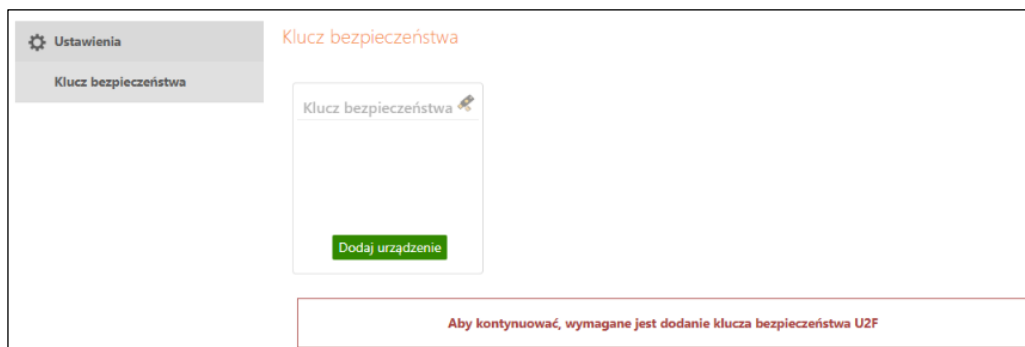 Ustawienia
Klucz bezpieczeństwa
Klucz bezpieczeństwa
Klucz bezpieczeństwa
Dodaj urządzenie
Aby kontynuować, wymagane jest dodanie klucza bezpieczeństwa U2F